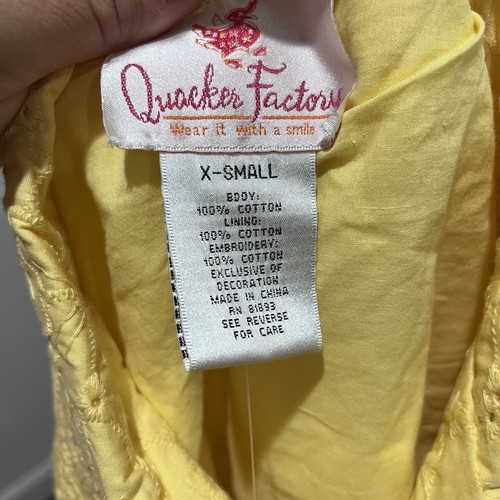 Quacker Factory
Wear it with a smile
X-SMALL
BODY:
100% COTTON
LINING:
100% COTTON
EMBROIDERY:
100% COTTON
EXCLUSIVE OF
DECORATION
MADE IN CHINA
RN 81893
SEE REVERSE
FOR CARE